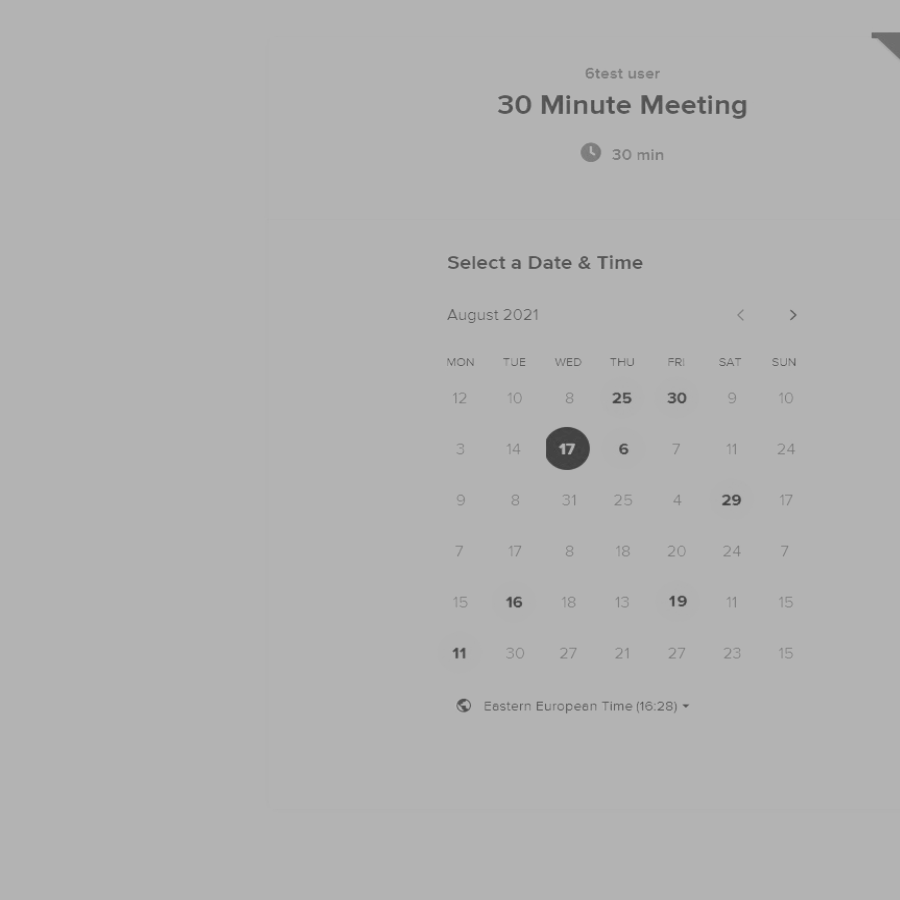 6test user
30 Minute Meeting
30 min
Select a Date & Time
August 2021
MON TUE WED THU FRI SAT SUN
12 10 8 25 30 9 10
3 14 17 6 7 11 24
9 8 31 25 4 29 17
7 17 8 18 20 24 7
15 16 18 13 19 11 15
11 30 27 21 27 23 15
Eastern European Time (16:28)